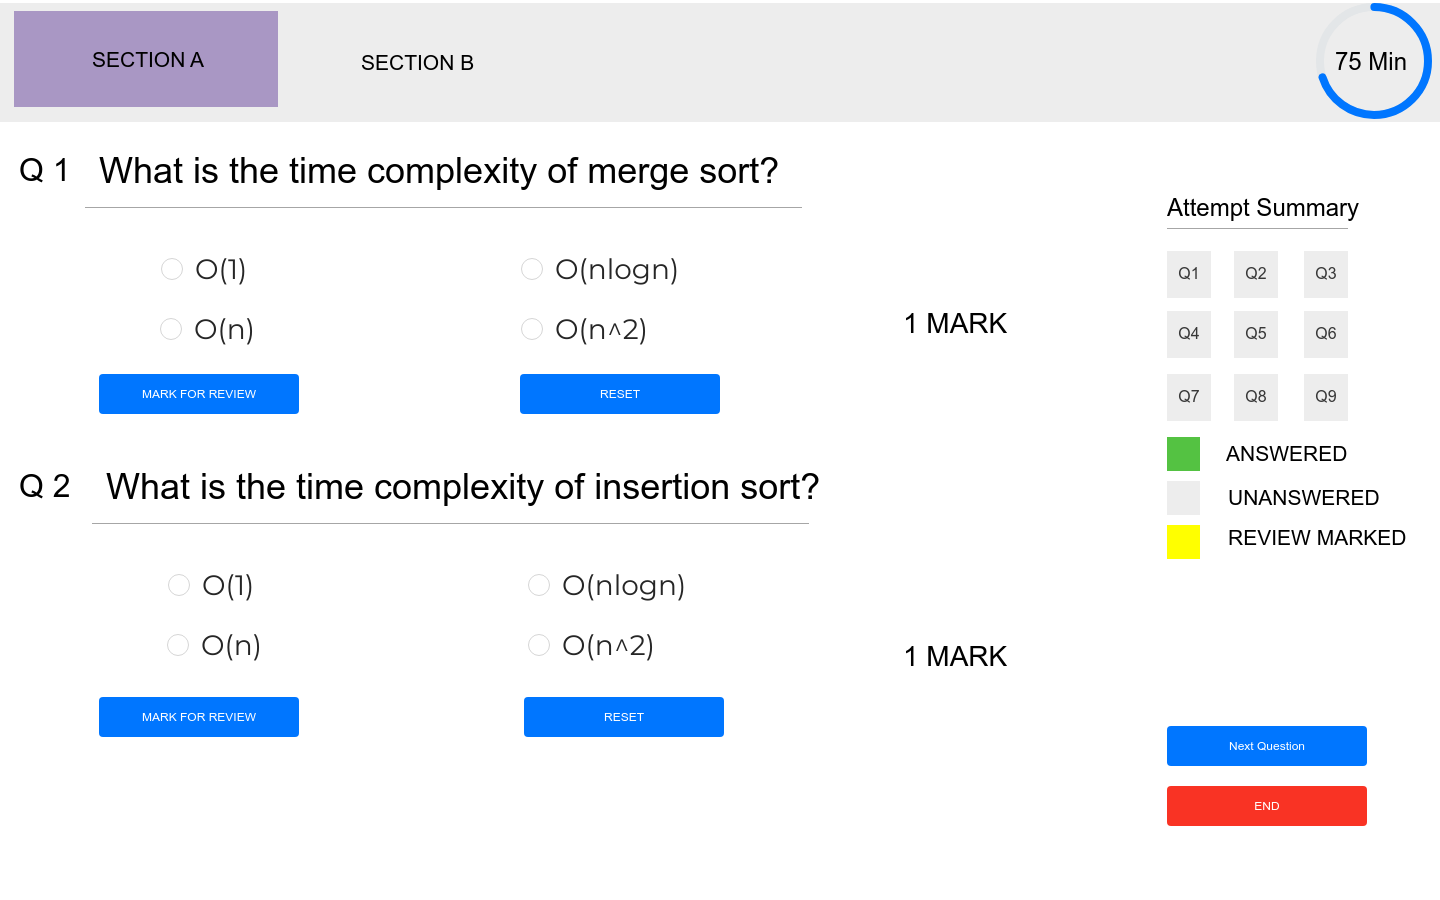 SECTION A
SECTION B
75 Min
Q 1 What is the time complexity of merge sort?
O(1)
O(nlogn)
O(n)
O(n^2)
1 MARK
MARK FOR REVIEW
RESET
Q 2 What is the time complexity of insertion sort?
O(1)
O(nlogn)
O(n)
O(n^2)
1 MARK
MARK FOR REVIEW
RESET
Attempt Summary
Q1 Q2 Q3
Q4 Q5 Q6
Q7 Q8 Q9
ANSWERED
UNANSWERED
REVIEW MARKED
Next Question
END